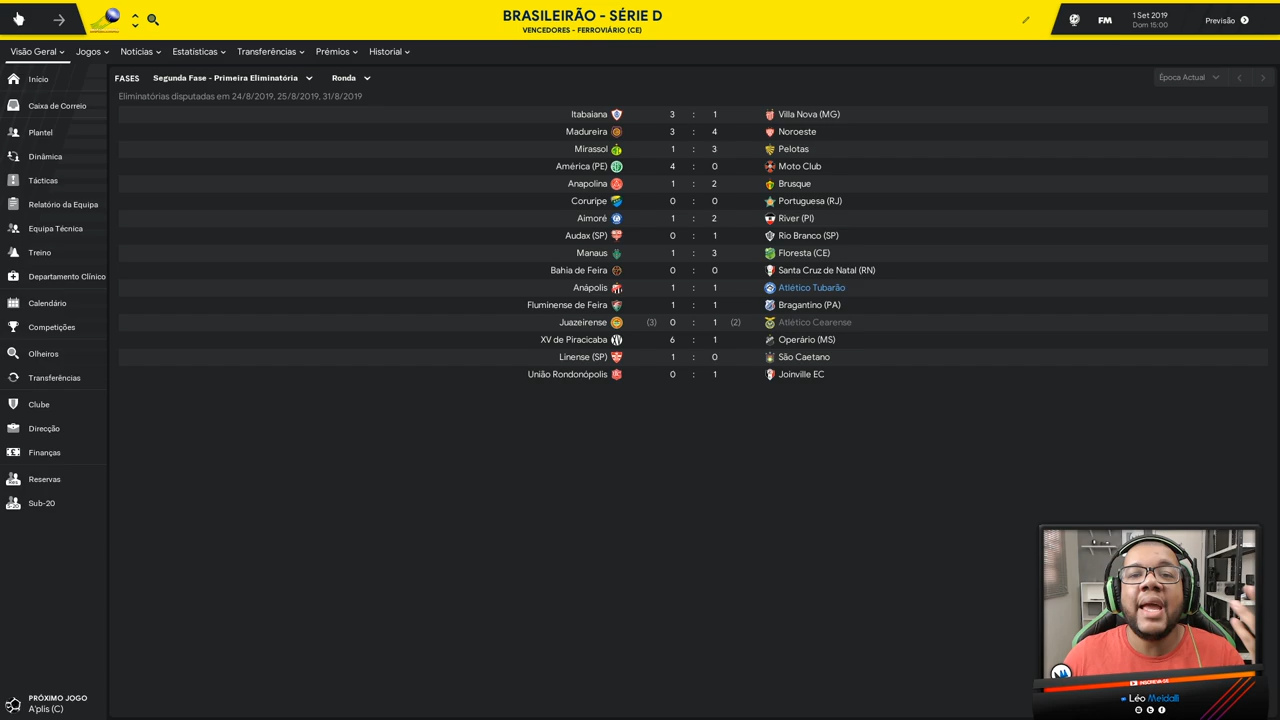 BRASILEIRÃO - SÉRIE D
VENCEDORES - FERROVIÁRIO (CE)
FM
1 Set 2019
Dom 15:00
Previsão
Visão Geral
Jogos
Notícias
Estatísticas
Transferências
Prémios
Historial
Início
Caixa de Correio
Plantel
Dinâmica
Tácticas
Relatório da Equipa
Equipa Técnica
Treino
Departamento Clínico
Calendário
Competições
Olheiros
Transferências
Clube
Direcção
Finanças
Reservas
Sub-20
PRÓXIMO JOGO
A'plis (C)
FASES Segunda Fase - Primeira Eliminatória Ronda
Época Actual
Eliminatórias disputadas em 24/8/2019, 25/8/2019, 31/8/2019
Itabaiana 3 : 1 Villa Nova (MG)
Madureira 3 : 4 Noroeste
Mirassol 1 : 3 Pelotas
América (PE) 4 : 0 Moto Club
Anapolina 1 : 2 Brusque
Coruripe 0 : 0 Portuguesa (RJ)
Aimoré 1 : 2 River (PI)
Audax (SP) 0 : 1 Rio Branco (SP)
Manaus 1 : 3 Floresta (CE)
Bahia de Feira 0 : 0 Santa Cruz de Natal (RN)
Anápolis 1 : 1 Atlético Tubarão
Fluminense de Feira 1 : 1 Bragantino (PA)
Juazeirense (3) 0 : 1 (2) Atlético Cearense
XV de Piracicaba 6 : 1 Operário (MS)
Linense (SP) 1 : 0 São Caetano
União Rondonópolis 0 : 1 Joinville EC
INSCREVA-SE
Léo Meidalli